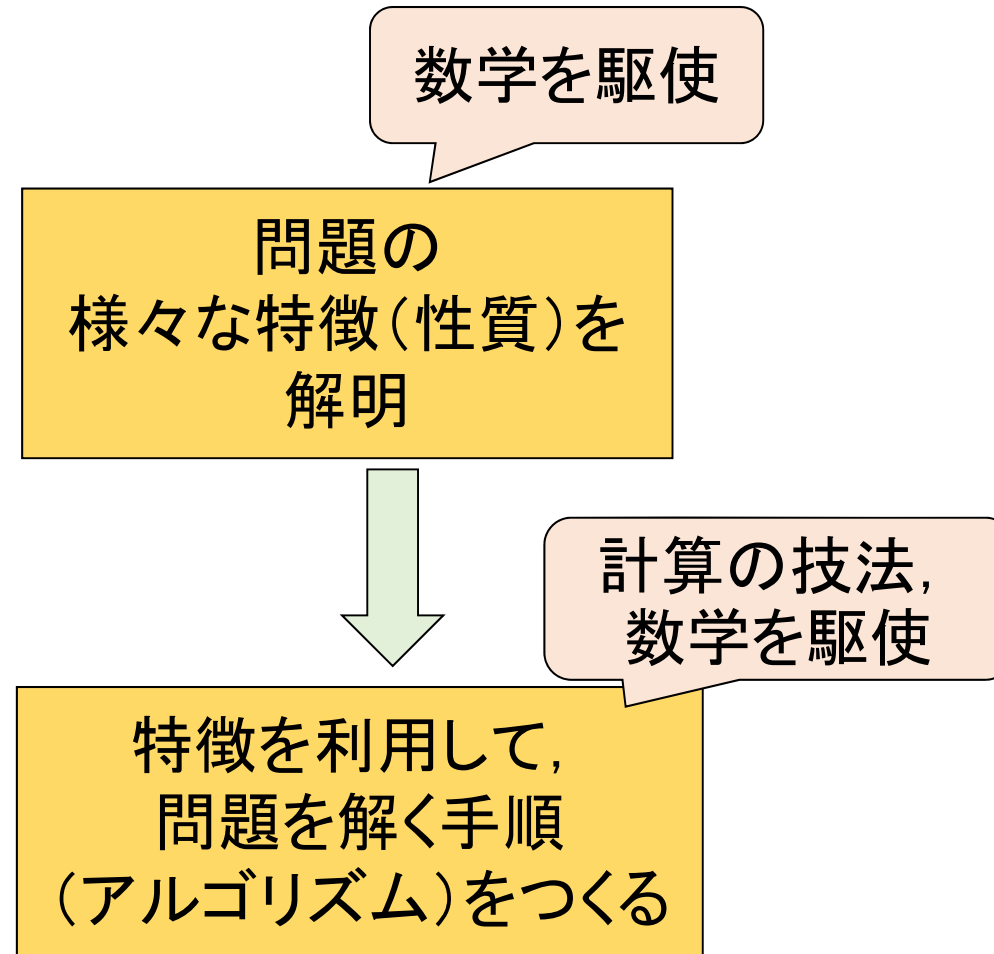 数学を駆使
問題の
様々な特徴(性質)を
解明
計算の技法,
数学を駆使
特徴を利用して,
問題を解く手順
(アルゴリズム)をつくる